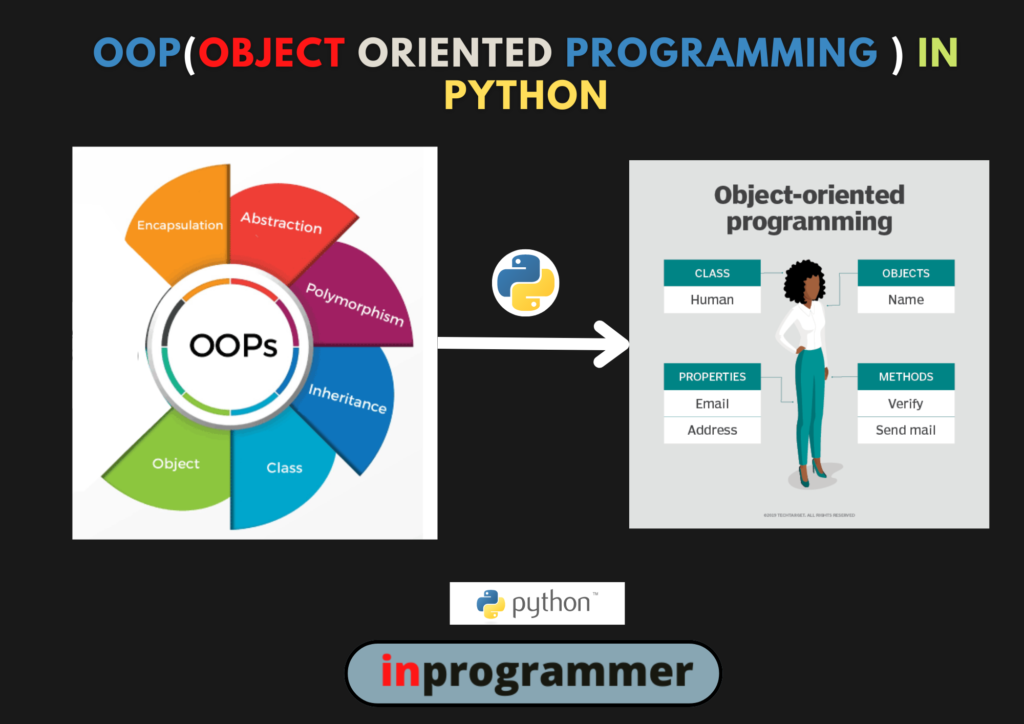 OOP(OBJECT ORIENTED PROGRAMMING ) IN
PYTHON
Encapsulation
Abstraction
Polymorphism
Inheritance
Class
Object
OOPs
Object-oriented
programming
CLASS
Human
OBJECTS
Name
PROPERTIES
Email
Address
METHODS
Verify
Send mail
python™
inprogrammer